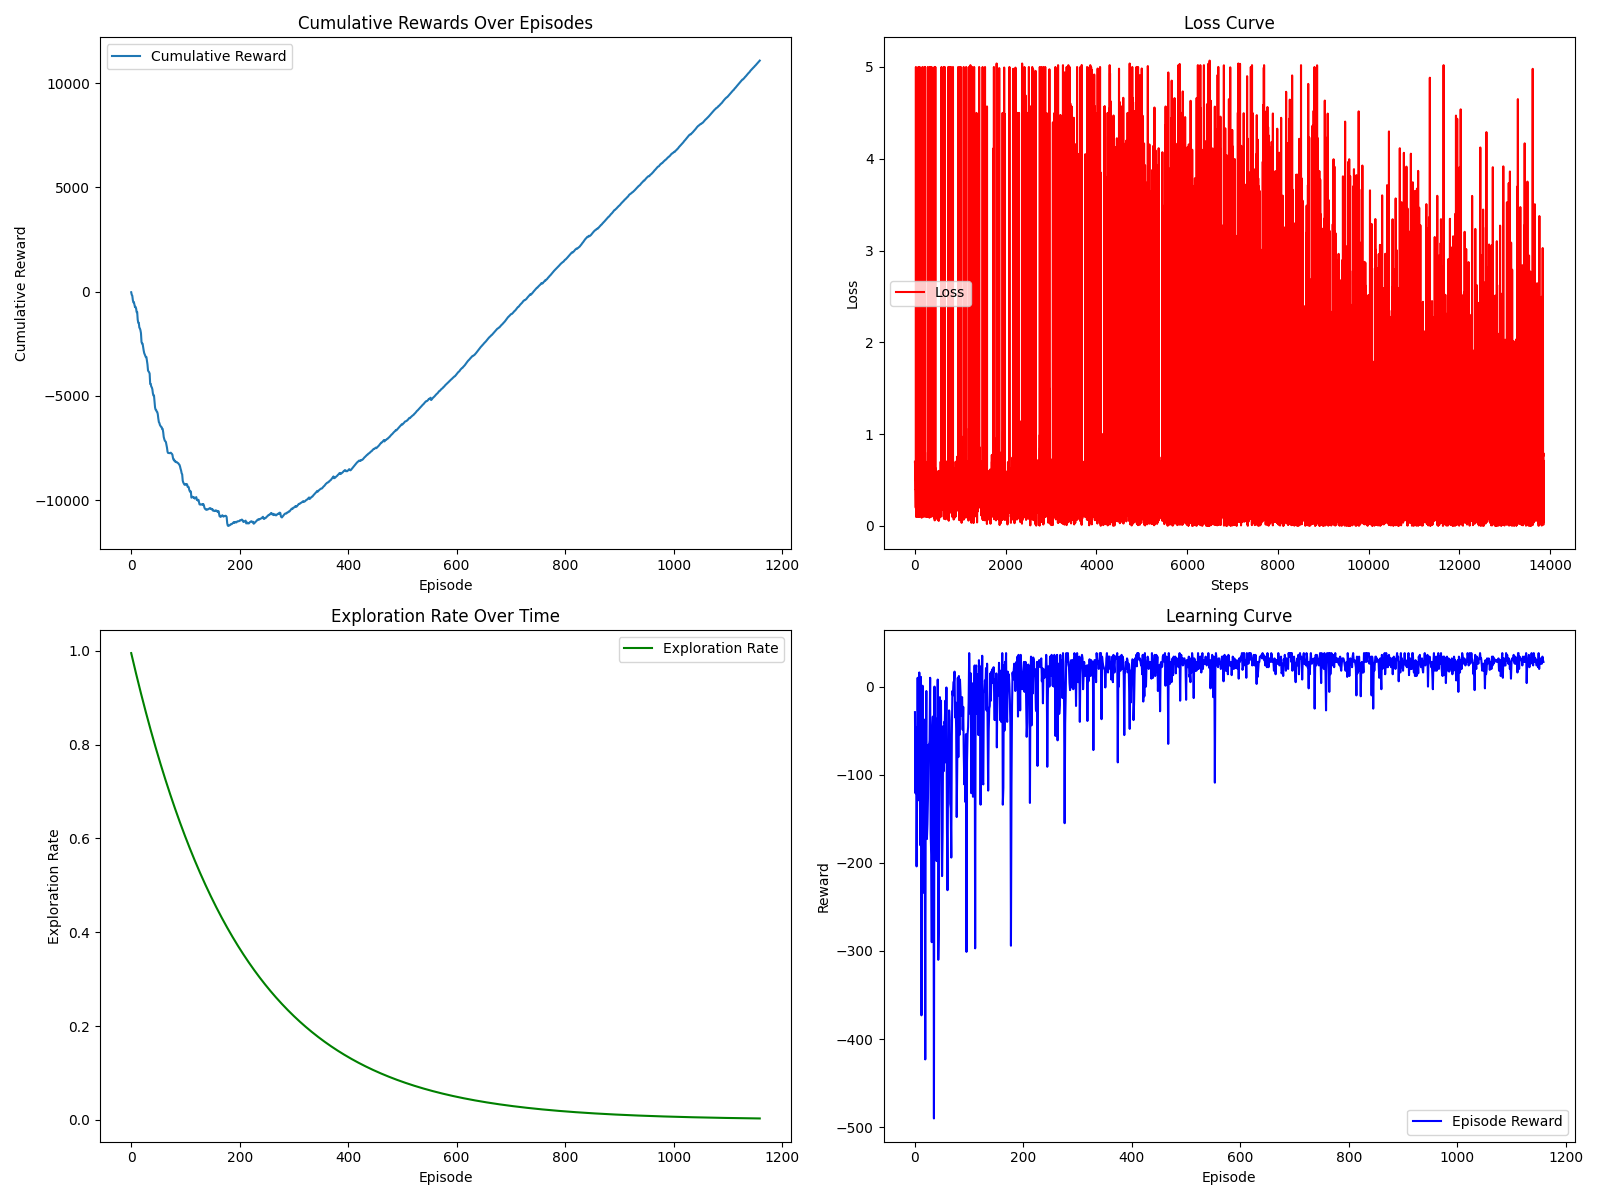 Cumulative Rewards Over Episodes
Cumulative Reward
10000
5000
0
−5000
−10000
Cumulative Reward
0 200 400 600 800 1000 1200
Episode
Loss Curve
Loss
5
4
3
2
1
0
Loss
0 2000 4000 6000 8000 10000 12000 14000
Steps
Exploration Rate Over Time
Exploration Rate
1.0
0.8
0.6
0.4
0.2
0.0
Exploration Rate
0 200 400 600 800 1000 1200
Episode
Learning Curve
0
−100
−200
−300
−400
−500
Reward
Episode Reward
0 200 400 600 800 1000 1200
Episode